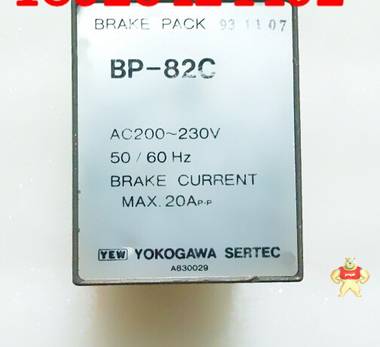 BRAKE PACK 93 11 07
BP-82C
AC200~230V
50/60 Hz
BRAKE CURRENT
MAX. 20AP-P
YEW YOKOGAWA SERTEC
A630029